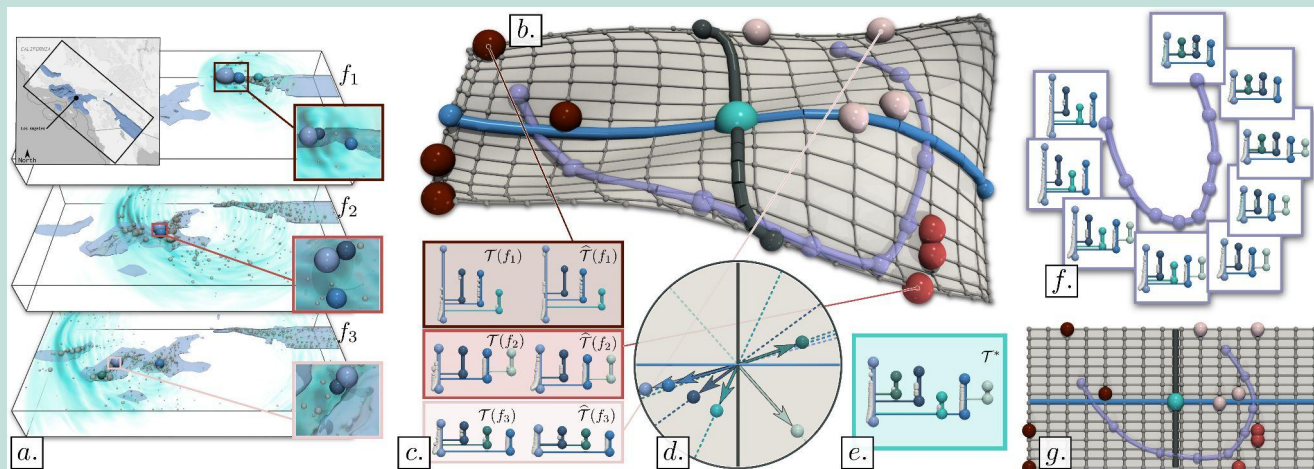 CALIFORNIA
Los Angeles
North
f1
f2
f3
a.
b.
𝒯(f1)
𝒯̂(f1)
𝒯(f2)
𝒯̂(f2)
𝒯(f3)
𝒯̂(f3)
c.
d.
𝒯*
e.
f.
g.